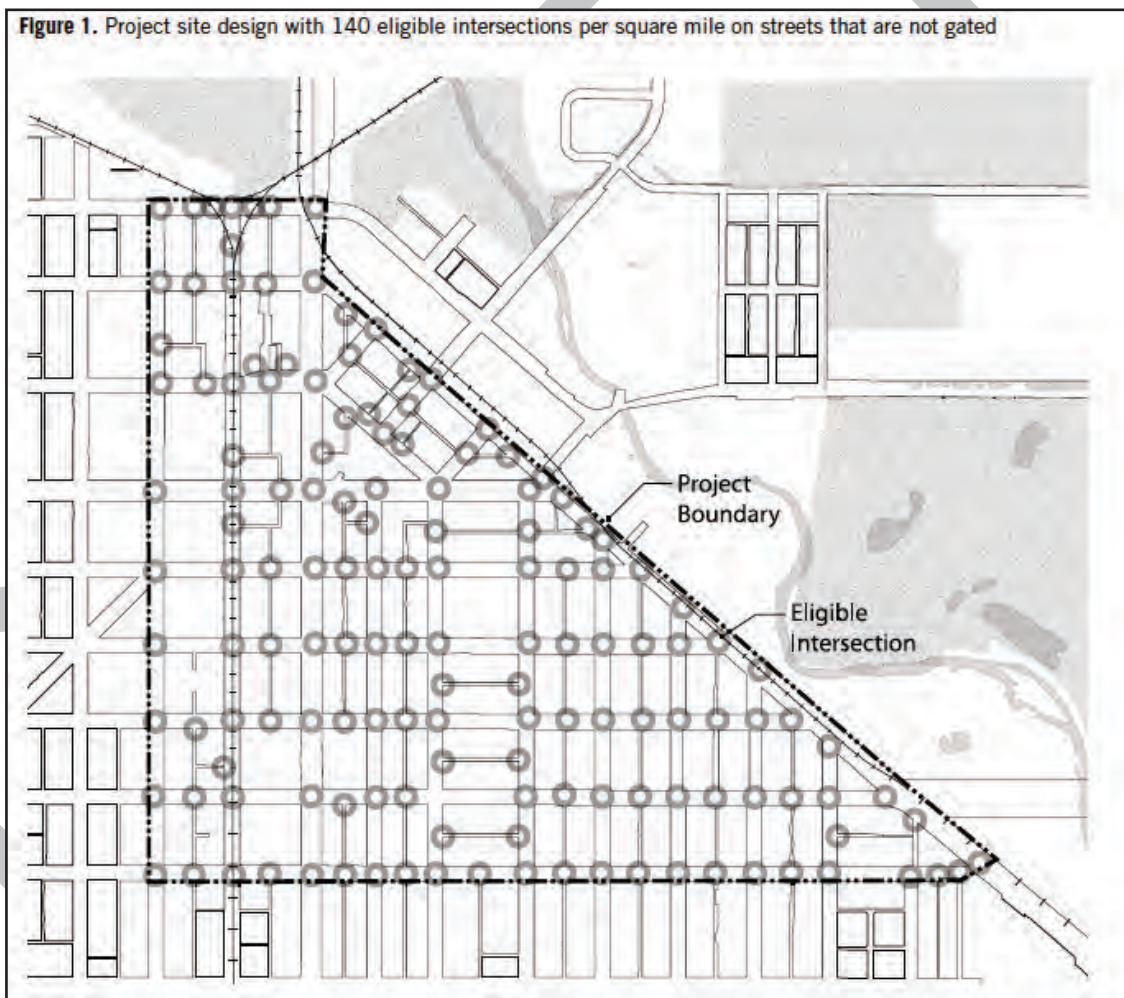 Figure 1. Project site design with 140 eligible intersections per square mile on streets that are not gated
Project
Boundary
Eligible
Intersection